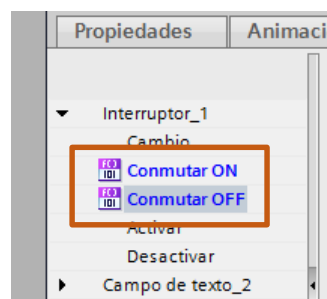 Propiedades
Animaci
Interruptor_1
Cambio
Conmutar ON
Conmutar OFF
Activar
Desactivar
Campo de texto_2